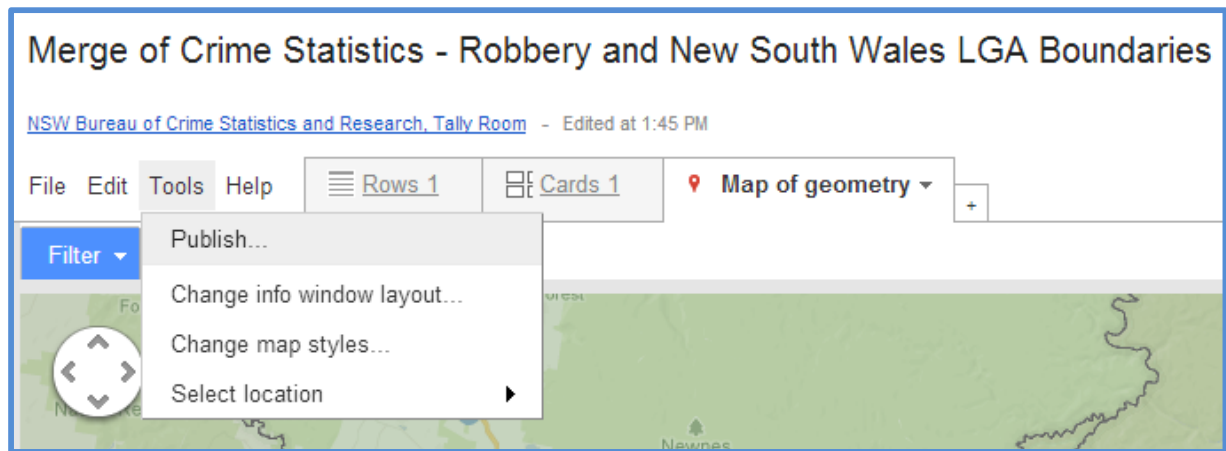 Merge of Crime Statistics - Robbery and New South Wales LGA Boundaries
NSW Bureau of Crime Statistics and Research, Tally Room - Edited at 1:45 PM
File Edit Tools Help Rows 1 Cards 1 Map of geometry +
Filter
Publish...
Change info window layout...
Change map styles...
Select location
Newnes